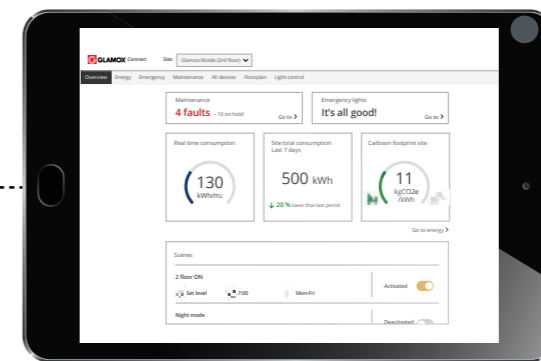 GLAMOX Connect Site: Glamox Molde (3rd floor)
Overview Energy Emergency Maintenance All devices Floorplan Light control
Maintenance
4 faults - 10 on hold
Go to >
Emergency lights
It's all good!
Go to >
Real time consumption
130
kWh/m2
Site total consumption
Last 7 days
500 kWh
20 % lower than last period
Carboon footprint site
11
kgCO2e
/kWh
Go to energy >
Scenes
2 floor ON
Set level 7:00 Mon-Fri
Activated
Night mode
Deactivated